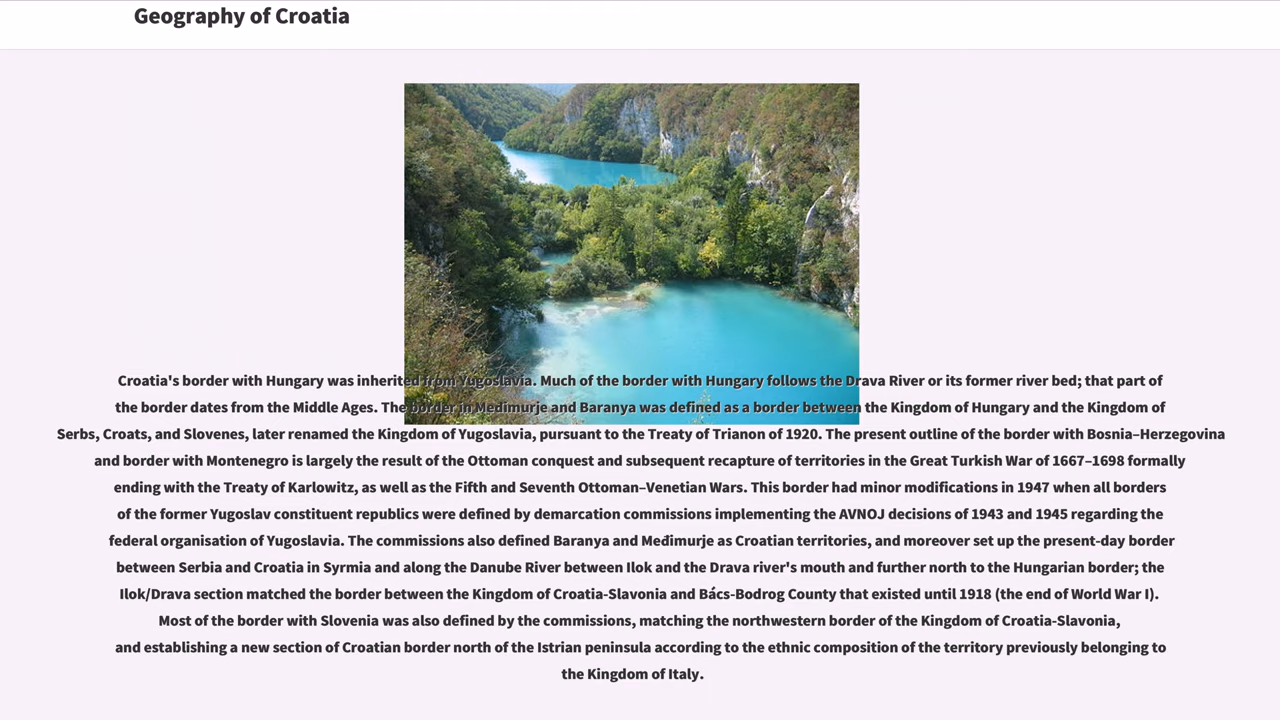 Geography of Croatia
Croatia's border with Hungary was inherited from Yugoslavia. Much of the border with Hungary follows the Drava River or its former river bed; that part of
the border dates from the Middle Ages. The border in Međimurje and Baranya was defined as a border between the Kingdom of Hungary and the Kingdom of
Serbs, Croats, and Slovenes, later renamed the Kingdom of Yugoslavia, pursuant to the Treaty of Trianon of 1920. The present outline of the border with Bosnia–Herzegovina
and border with Montenegro is largely the result of the Ottoman conquest and subsequent recapture of territories in the Great Turkish War of 1667–1698 formally
ending with the Treaty of Karlowitz, as well as the Fifth and Seventh Ottoman–Venetian Wars. This border had minor modifications in 1947 when all borders
of the former Yugoslav constituent republics were defined by demarcation commissions implementing the AVNOJ decisions of 1943 and 1945 regarding the
federal organisation of Yugoslavia. The commissions also defined Baranya and Međimurje as Croatian territories, and moreover set up the present-day border
between Serbia and Croatia in Syrmia and along the Danube River between Ilok and the Drava river's mouth and further north to the Hungarian border; the
Ilok/Drava section matched the border between the Kingdom of Croatia-Slavonia and Bács-Bodrog County that existed until 1918 (the end of World War I).
Most of the border with Slovenia was also defined by the commissions, matching the northwestern border of the Kingdom of Croatia-Slavonia,
and establishing a new section of Croatian border north of the Istrian peninsula according to the ethnic composition of the territory previously belonging to
the Kingdom of Italy.